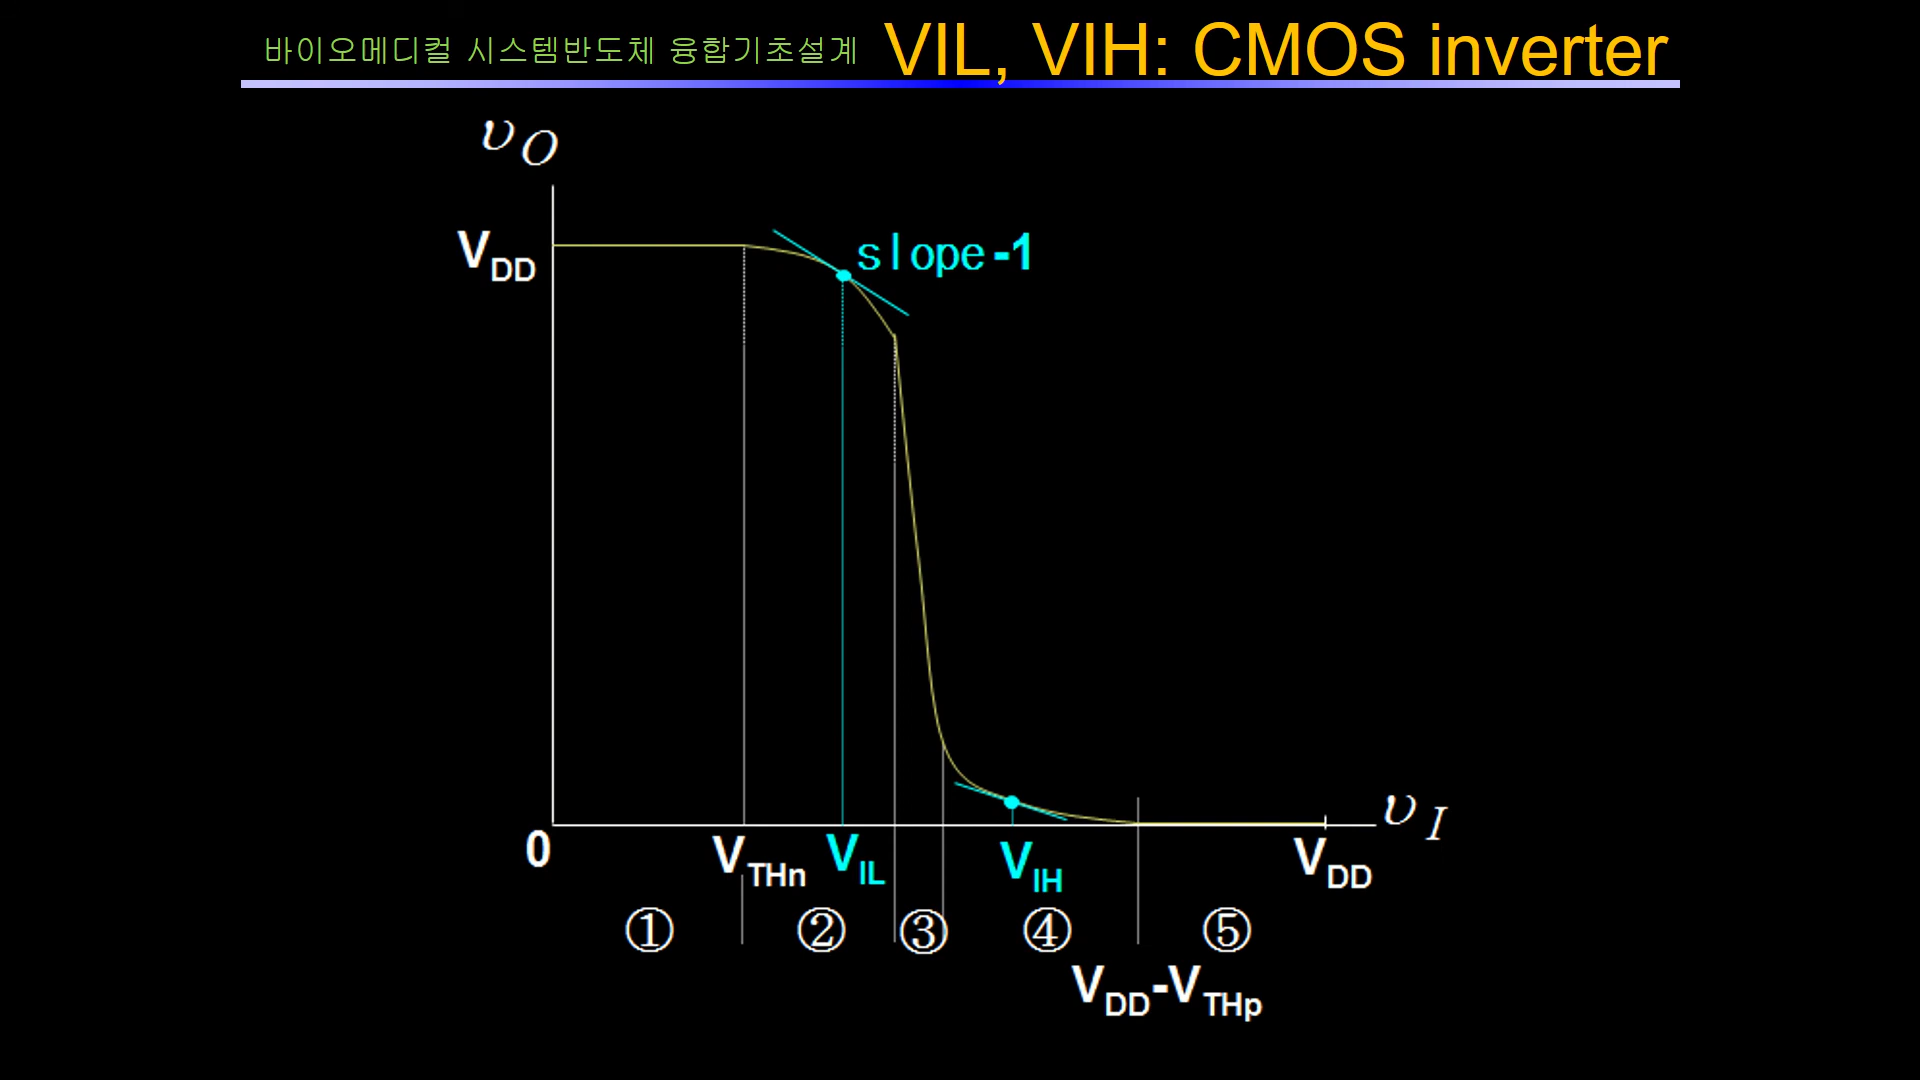 바이오메디컬 시스템반도체 융합기초설계 VIL, VIH: CMOS inverter
υO
VDD
slope-1
υI
0 VTHn VIL VIH VDD
① ② ③ ④ ⑤
VDD-VTHp